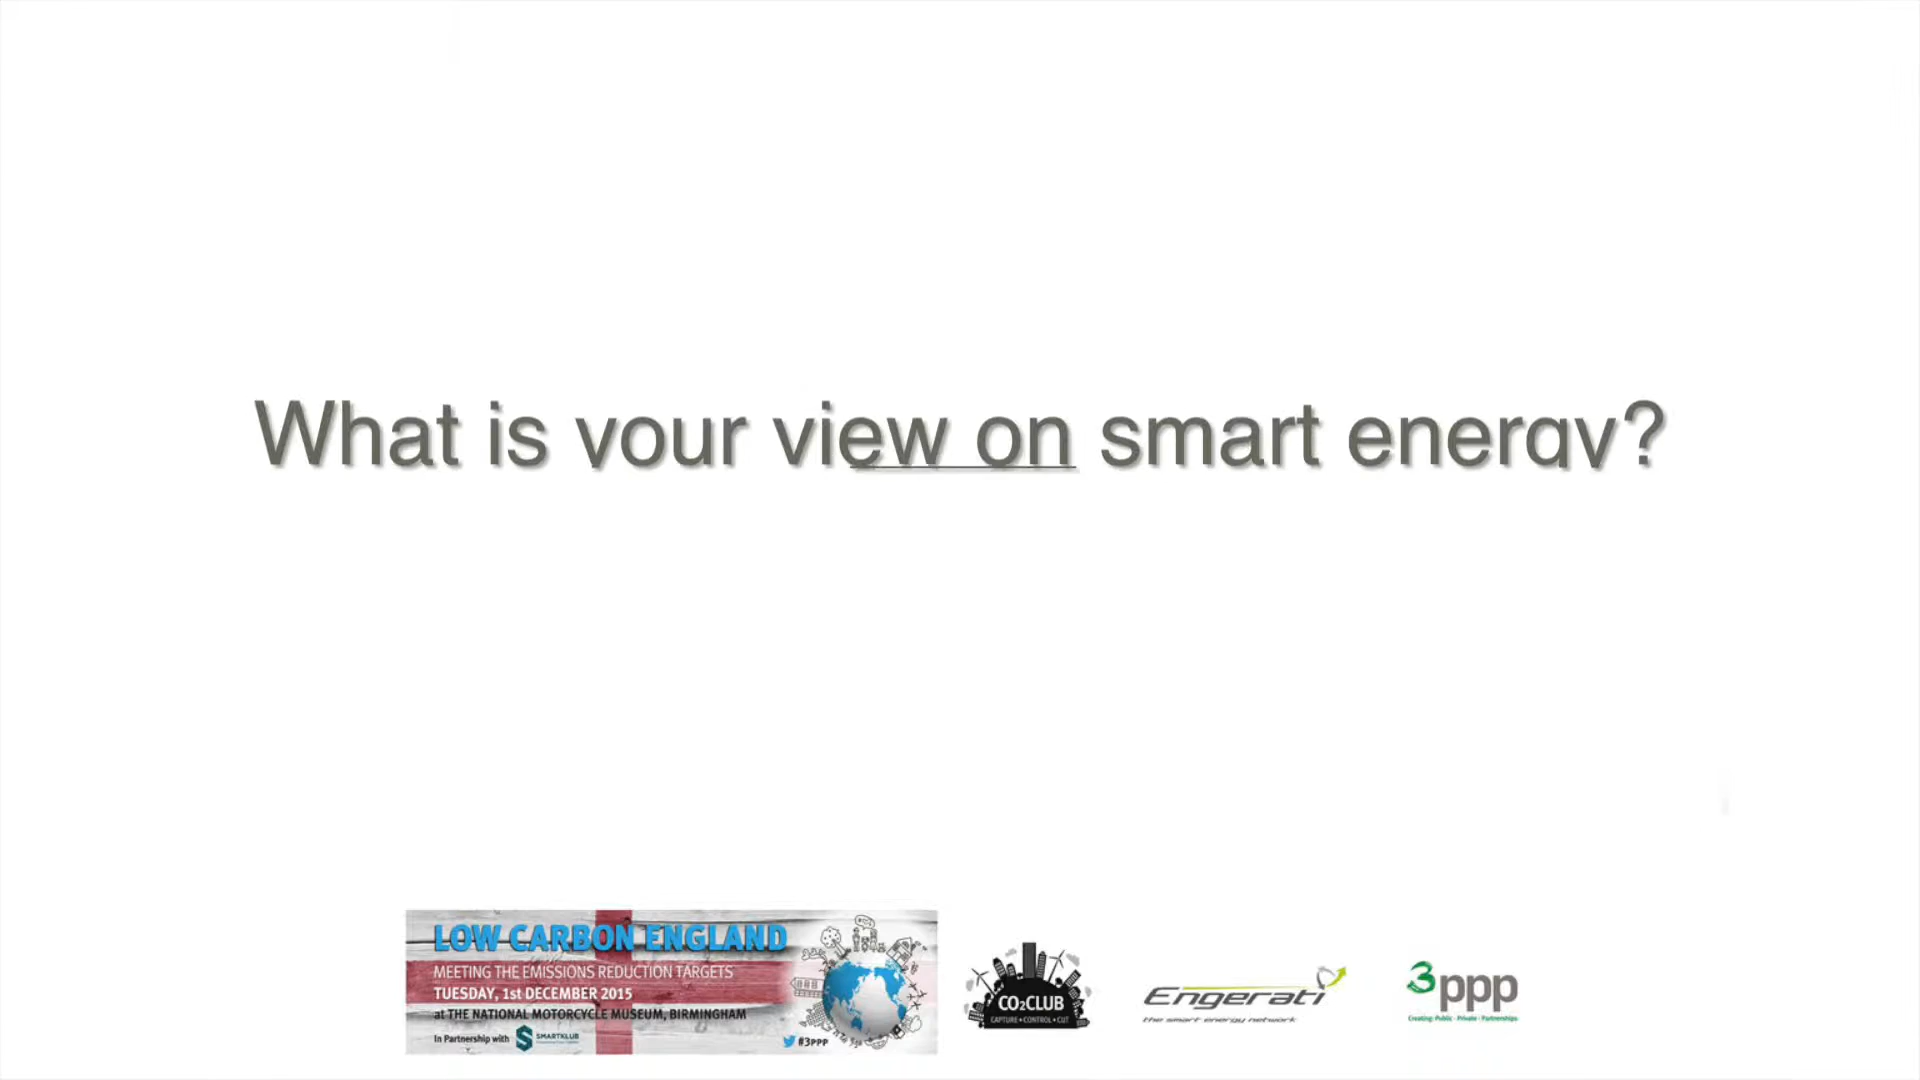 What is your view on smart energy?
LOW CARBON ENGLAND
MEETING THE EMISSIONS REDUCTION TARGETS
TUESDAY, 1st DECEMBER 2015
at THE NATIONAL MOTORCYCLE MUSEUM, BIRMINGHAM
In Partnership with SMARTKLUB
#3PPP
CO₂CLUB
CAPTURE • CONTROL • CUT
Engerati
the smart energy network
3ppp
Creating · Public · Private · Partnerships